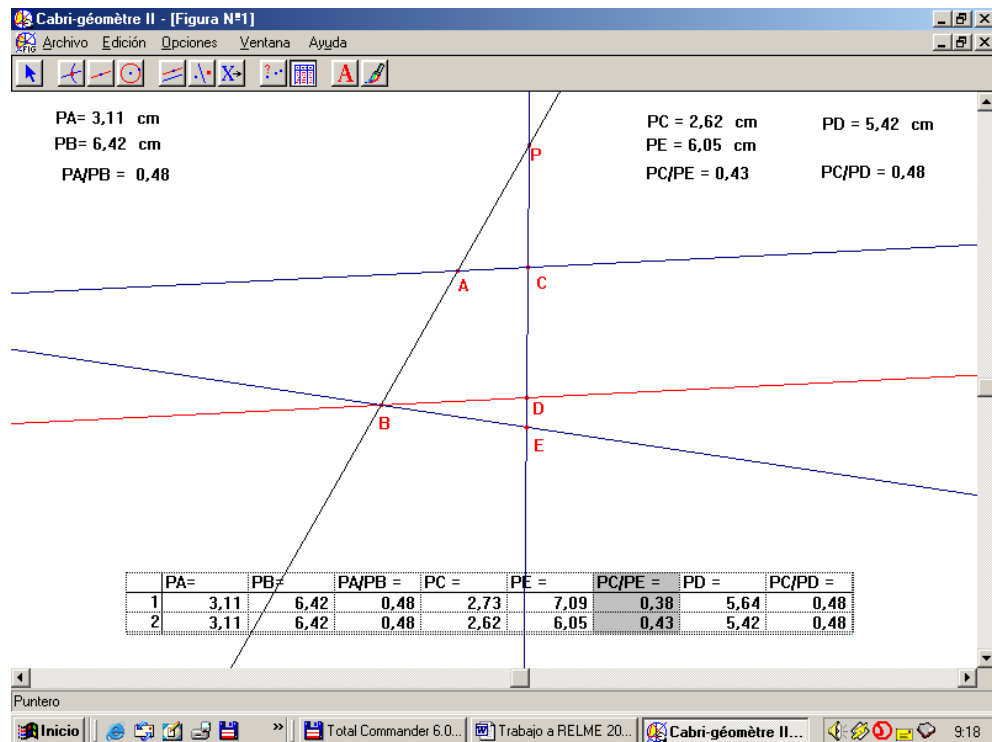 Cabri-géomètre II - [Figura Nº1]
Archivo Edición Opciones Ventana Ayuda
PA= 3,11 cm
PB= 6,42 cm
PA/PB = 0,48
PC = 2,62 cm
PE = 6,05 cm
PC/PE = 0,43
PD = 5,42 cm
PC/PD = 0,48
P
A
C
B
D
E
PA= PB= PA/PB = PC = PE = PC/PE = PD = PC/PD =
1 3,11 6,42 0,48 2,73 7,09 0,38 5,64 0,48
2 3,11 6,42 0,48 2,62 6,05 0,43 5,42 0,48
Puntero
Inicio » Total Commander 6.0... Trabajo a RELME 20... Cabri-géomètre II... 9:18